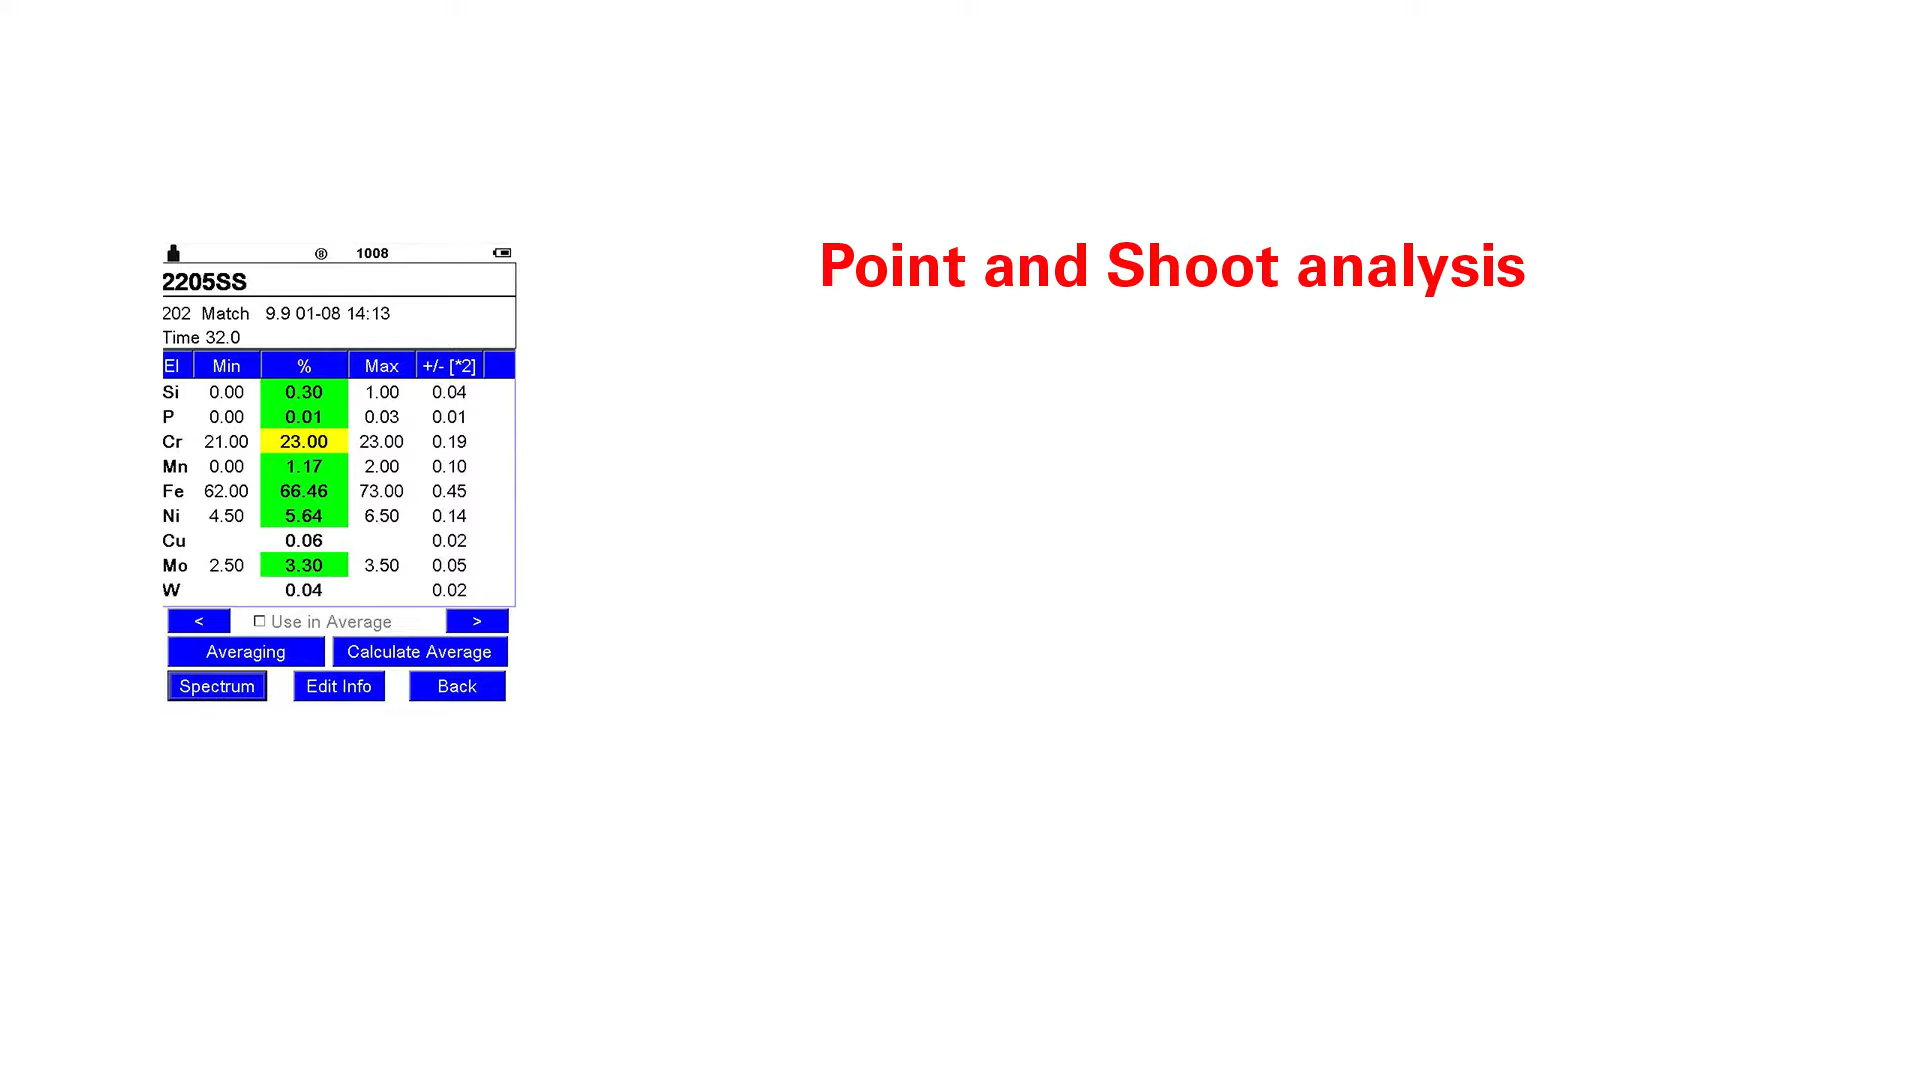 1008
2205SS
202 Match 9.9 01-08 14:13
Time 32.0
El Min % Max +/- [*2]
Si 0.00 0.30 1.00 0.04
P 0.00 0.01 0.03 0.01
Cr 21.00 23.00 23.00 0.19
Mn 0.00 1.17 2.00 0.10
Fe 62.00 66.46 73.00 0.45
Ni 4.50 5.64 6.50 0.14
Cu 0.06 0.02
Mo 2.50 3.30 3.50 0.05
W 0.04 0.02
< Use in Average >
Averaging Calculate Average
Spectrum Edit Info Back
Point and Shoot analysis